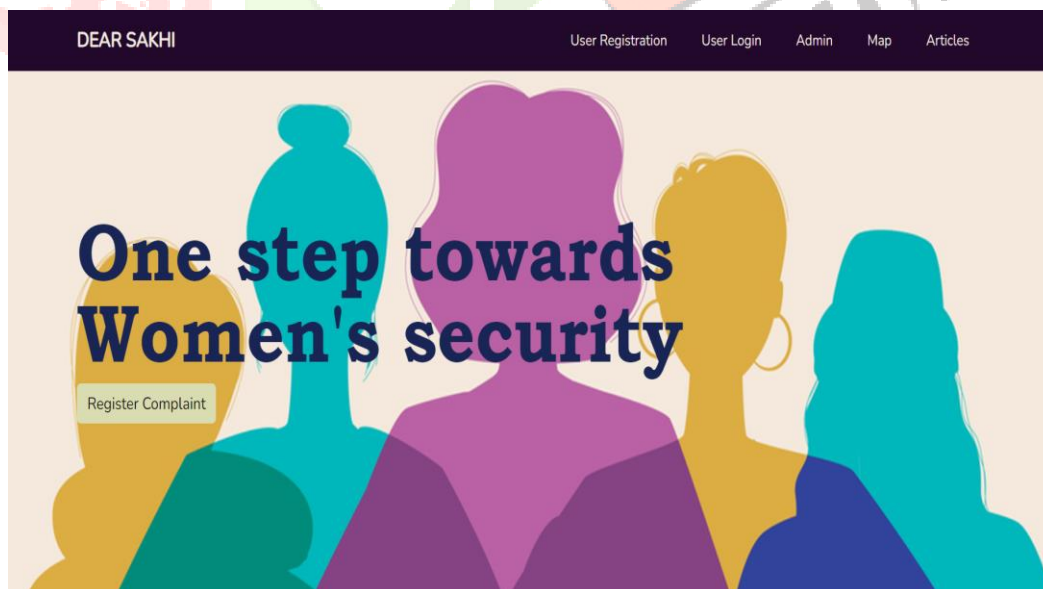 DEAR SAKHI
User Registration User Login Admin Map Articles
One step towards
Women's security
Register Complaint